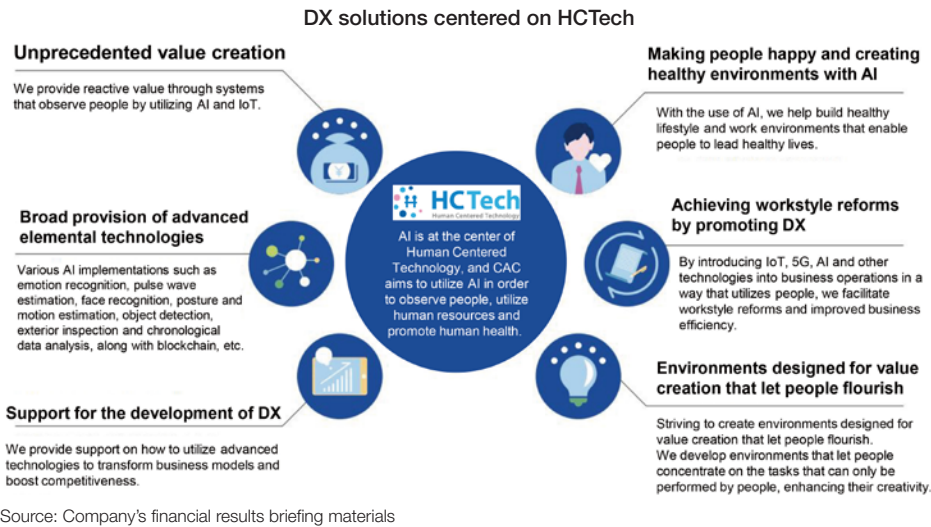 DX solutions centered on HCTech
Unprecedented value creation
We provide reactive value through systems
that observe people by utilizing AI and IoT.
Broad provision of advanced
elemental technologies
Various AI implementations such as
emotion recognition, pulse wave
estimation, face recognition, posture and
motion estimation, object detection,
exterior inspection and chronological
data analysis, along with blockchain, etc.
Support for the development of DX
We provide support on how to utilize advanced
technologies to transform business models and
boost competitiveness.
HCTech
Human Centered Technology
AI is at the center of
Human Centered
Technology, and CAC
aims to utilize AI in order
to observe people, utilize
human resources and
promote human health.
Making people happy and creating
healthy environments with AI
With the use of AI, we help build healthy
lifestyle and work environments that enable
people to lead healthy lives.
Achieving workstyle reforms
by promoting DX
By introducing IoT, 5G, AI and other
technologies into business operations in a
way that utilizes people, we facilitate
workstyle reforms and improved business
efficiency.
Environments designed for value
creation that let people flourish
Striving to create environments designed for
value creation that let people flourish.
We develop environments that let people
concentrate on the tasks that can only be
performed by people, enhancing their creativity.
Source: Company's financial results briefing materials